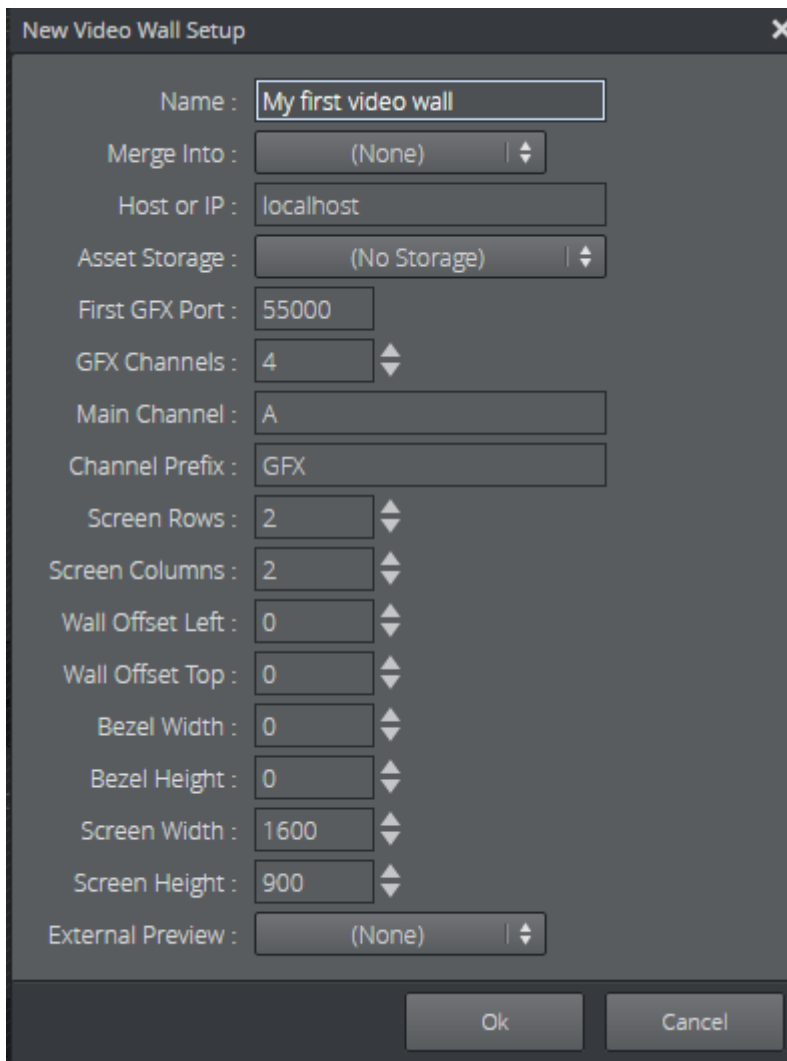 New Video Wall Setup
Name : My first video wall
Merge Into : (None)
Host or IP : localhost
Asset Storage : (No Storage)
First GFX Port : 55000
GFX Channels : 4
Main Channel : A
Channel Prefix : GFX
Screen Rows : 2
Screen Columns : 2
Wall Offset Left : 0
Wall Offset Top : 0
Bezel Width : 0
Bezel Height : 0
Screen Width : 1600
Screen Height : 900
External Preview : (None)
Ok Cancel